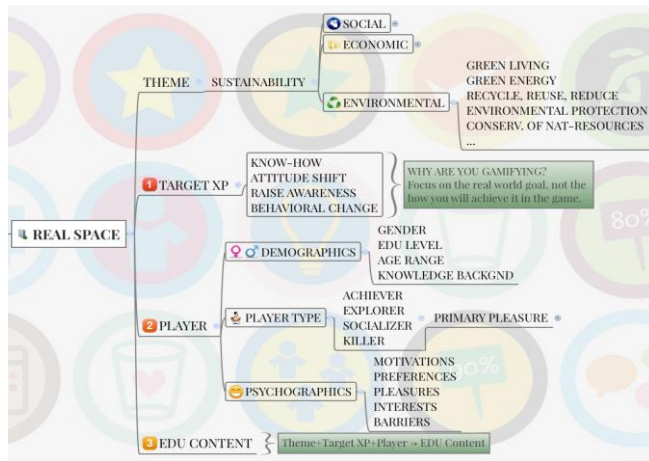 SOCIAL
ECONOMIC
THEME
SUSTAINABILITY
ENVIRONMENTAL
GREEN LIVING
GREEN ENERGY
RECYCLE, REUSE, REDUCE
ENVIRONMENTAL PROTECTION
CONSERV. OF NAT-RESOURCES
...
1 TARGET XP
KNOW-HOW
ATTITUDE SHIFT
RAISE AWARENESS
BEHAVIORAL CHANGE
WHY ARE YOU GAMIFYING?
Focus on the real world goal, not the
how you will achieve it in the game.
REAL SPACE
80%
2 PLAYER
DEMOGRAPHICS
GENDER
EDU LEVEL
AGE RANGE
KNOWLEDGE BACKGND
PLAYER TYPE
ACHIEVER
EXPLORER
SOCIALIZER
KILLER
PRIMARY PLEASURE
PSYCHOGRAPHICS
MOTIVATIONS
PREFERENCES
PLEASURES
INTERESTS
BARRIERS
3 EDU CONTENT
Theme+Target XP+Player → EDU Content